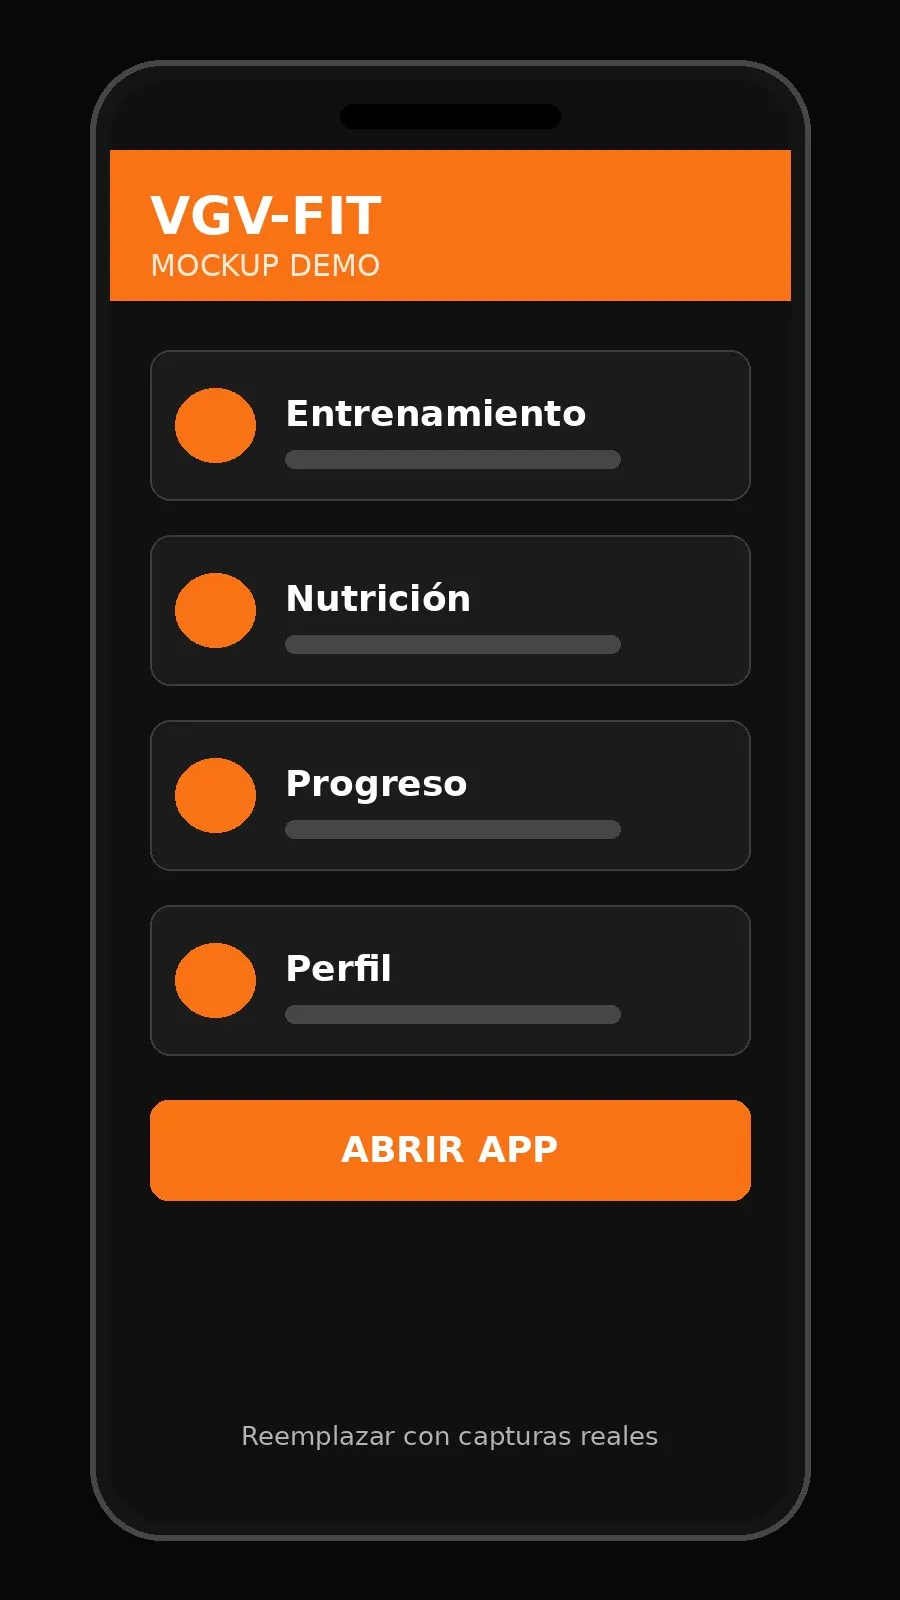 VGV-FIT
MOCKUP DEMO
Entrenamiento
Nutrición
Progreso
Perfil
ABRIR APP
Reemplazar con capturas reales